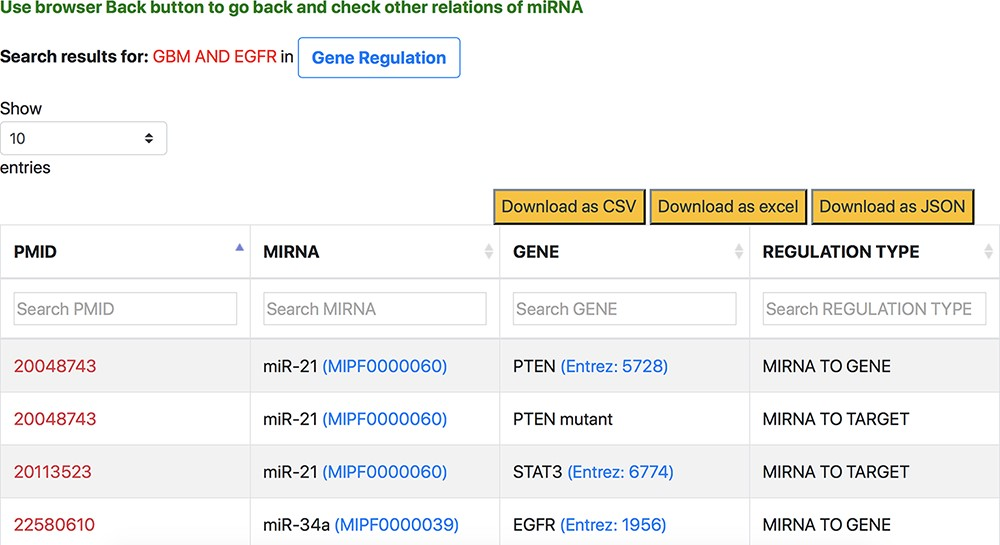 Use browser Back button to go back and check other relations of miRNA
Search results for: GBM AND EGFR in Gene Regulation
Show
10
entries
Download as CSV Download as excel Download as JSON
PMID MIRNA GENE REGULATION TYPE
Search PMID Search MIRNA Search GENE Search REGULATION TYPE
20048743 miR-21 (MIPF0000060) PTEN (Entrez: 5728) MIRNA TO GENE
20048743 miR-21 (MIPF0000060) PTEN mutant MIRNA TO TARGET
20113523 miR-21 (MIPF0000060) STAT3 (Entrez: 6774) MIRNA TO TARGET
22580610 miR-34a (MIPF0000039) EGFR (Entrez: 1956) MIRNA TO GENE